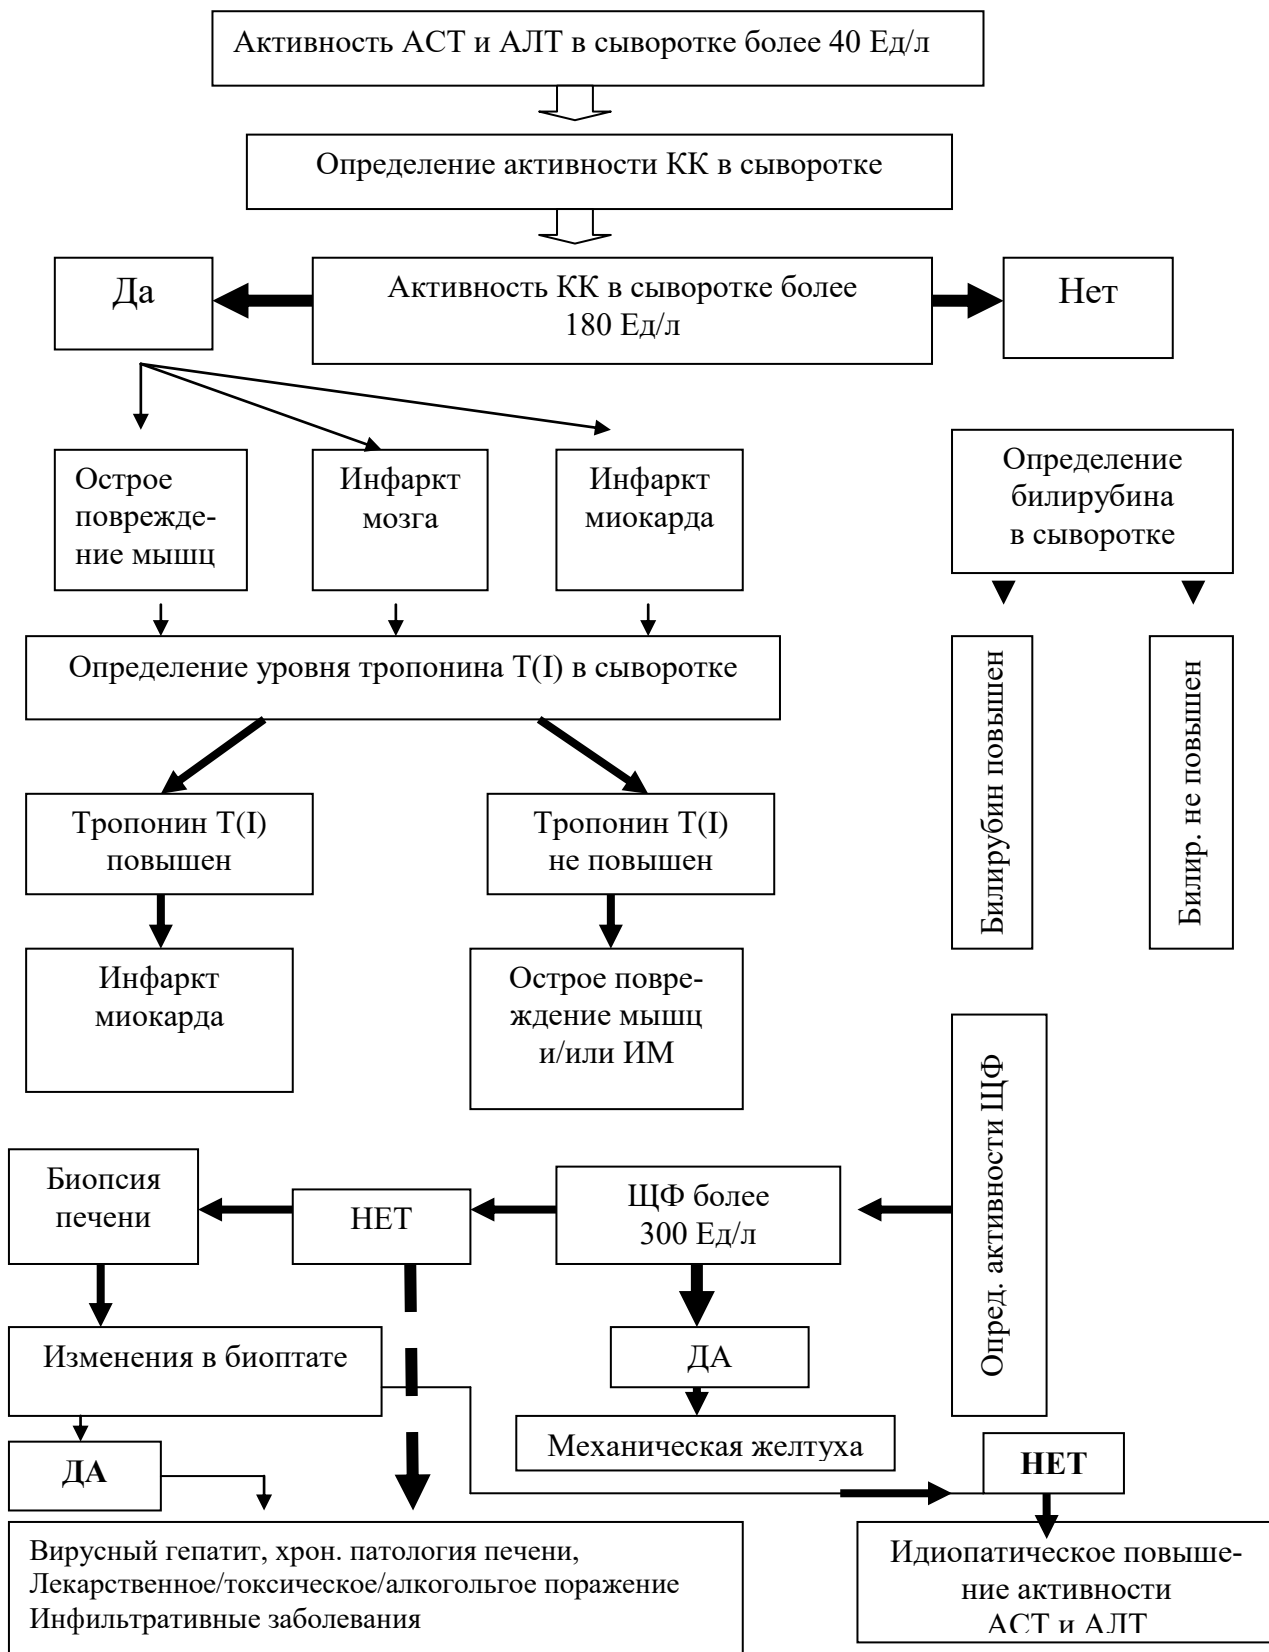 Активность АСТ и АЛТ в сыворотке более 40 Ед/л
Определение активности КК в сыворотке
Да
Активность КК в сыворотке более
180 Ед/л
Нет
Острое
поврежде-
ние мышц
Инфаркт
мозга
Инфаркт
миокарда
Определение
билирубина
в сыворотке
Определение уровня тропонина Т(I) в сыворотке
Билирубин повышен
Билир. не повышен
Тропонин Т(I)
повышен
Тропонин Т(I)
не повышен
Инфаркт
миокарда
Острое повре-
ждение мышц
и/или ИМ
Опред. активности ЩФ
Биопсия
печени
НЕТ
ЩФ более
300 Ед/л
Изменения в биоптате
ДА
Механическая желтуха
ДА
НЕТ
Вирусный гепатит, хрон. патология печени,
Лекарственное/токсическое/алкогольгое поражение
Инфильтративные заболевания
Идиопатическое повыше-
ние активности
АСТ и АЛТ